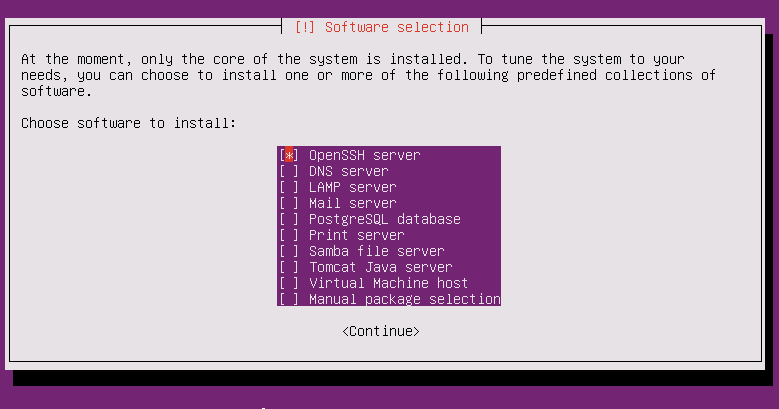 [!] Software selection
At the moment, only the core of the system is installed. To tune the system to your
needs, you can choose to install one or more of the following predefined collections of
software.
Choose software to install:
[*] OpenSSH server
[ ] DNS server
[ ] LAMP server
[ ] Mail server
[ ] PostgreSQL database
[ ] Print server
[ ] Samba file server
[ ] Tomcat Java server
[ ] Virtual Machine host
[ ] Manual package selection
<Continue>